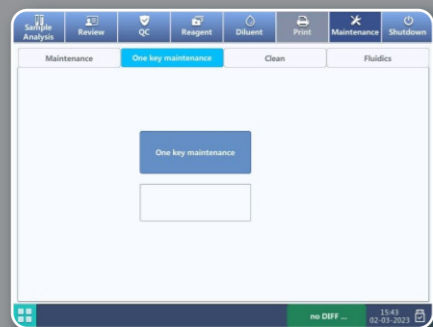 Sample
Analysis
Review
QC
Reagent
Diluent
Print
Maintenance
Shutdown
Maintenance
One key maintenance
Clean
Fluidics
One key maintenance
no DIFF ...
15:43
02-03-2023